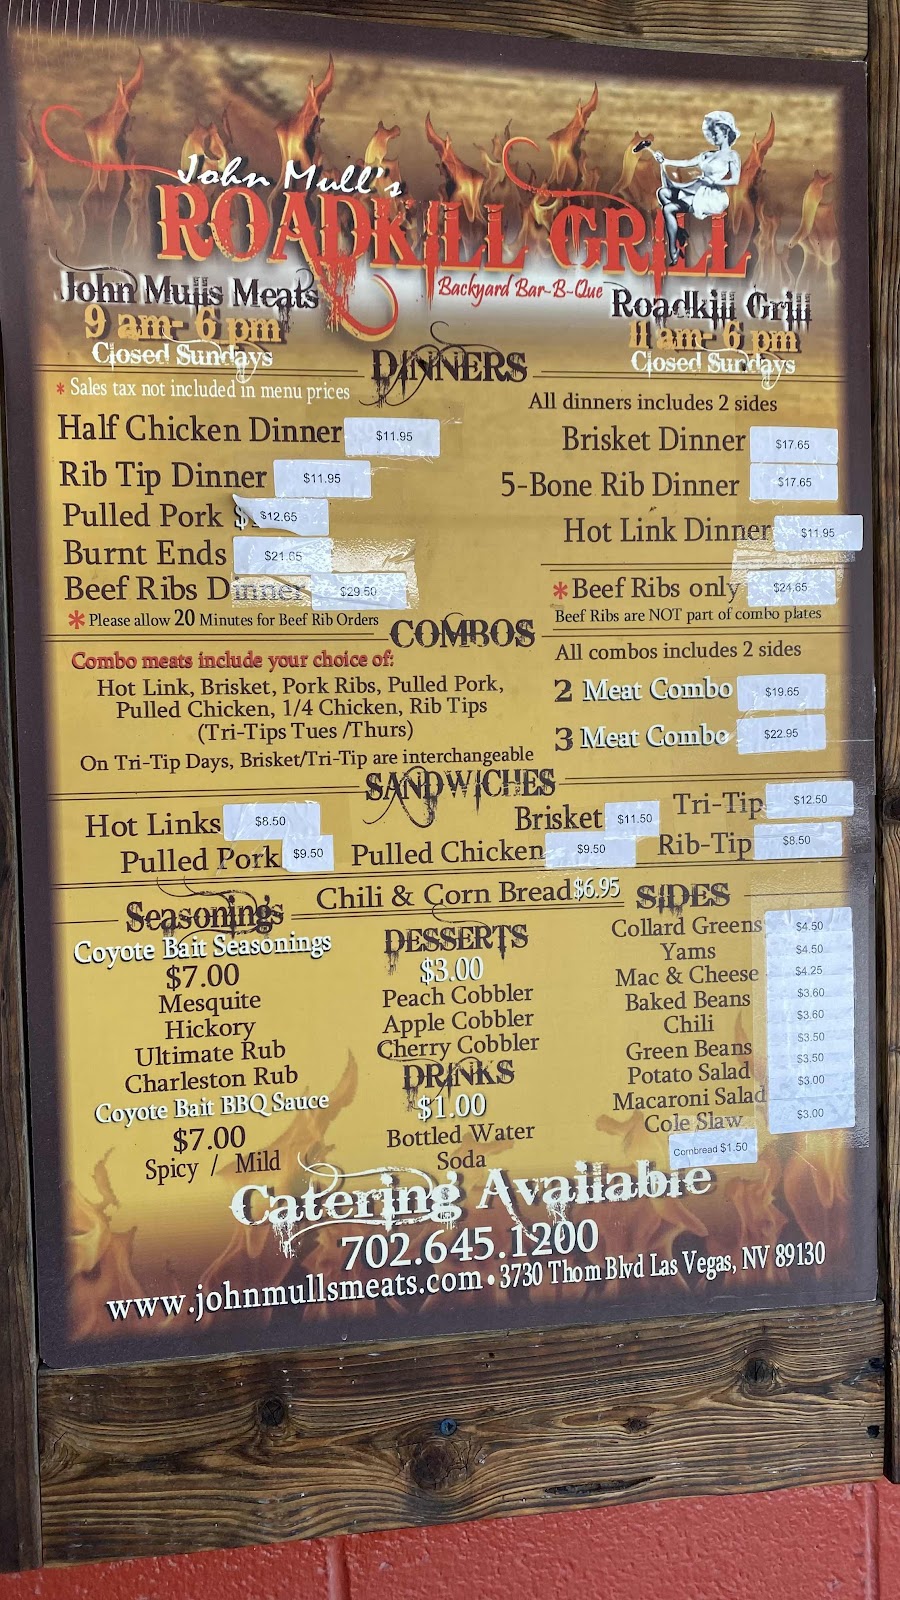 John Mull's
ROADKILL GRILL
Backyard Bar-B-Que
John Mulls Meats
9 am- 6 pm
Closed Sundays
Roadkill Grill
11 am- 6 pm
Closed Sundays
DINNERS
* Sales tax not included in menu prices
All dinners includes 2 sides
Half Chicken Dinner $11.95
Rib Tip Dinner $11.95
Pulled Pork $ $12.65
Burnt Ends $21.65
Beef Ribs Dinner $29.50
* Please allow 20 Minutes for Beef Rib Orders
Brisket Dinner $17.65
5-Bone Rib Dinner $17.65
Hot Link Dinner $11.95
* Beef Ribs only $24.65
Beef Ribs are NOT part of combo plates
COMBOS
Combo meats include your choice of:
Hot Link, Brisket, Pork Ribs, Pulled Pork,
Pulled Chicken, 1/4 Chicken, Rib Tips
(Tri-Tips Tues /Thurs)
On Tri-Tip Days, Brisket/Tri-Tip are interchangeable
All combos includes 2 sides
2 Meat Combo $19.65
3 Meat Combo $22.95
SANDWICHES
Hot Links $8.50
Brisket $11.50
Tri-Tip $12.50
Pulled Pork $9.50
Pulled Chicken $9.50
Rib-Tip $8.50
Chili & Corn Bread $6.95
Seasonings
Coyote Bait Seasonings
$7.00
Mesquite
Hickory
Ultimate Rub
Charleston Rub
Coyote Bait BBQ Sauce
$7.00
Spicy / Mild
DESSERTS
$3.00
Peach Cobbler
Apple Cobbler
Cherry Cobbler
DRINKS
$1.00
Bottled Water
Soda
SIDES
Collard Greens $4.50
Yams $4.50
Mac & Cheese $4.25
Baked Beans $3.60
Chili $3.60
Green Beans $3.50
Potato Salad $3.50
Macaroni Salad $3.00
Cole Slaw $3.00
Cornbread $1.50
Catering Available
702.645.1200
www.johnmullsmeats.com • 3730 Thom Blvd Las Vegas, NV 89130